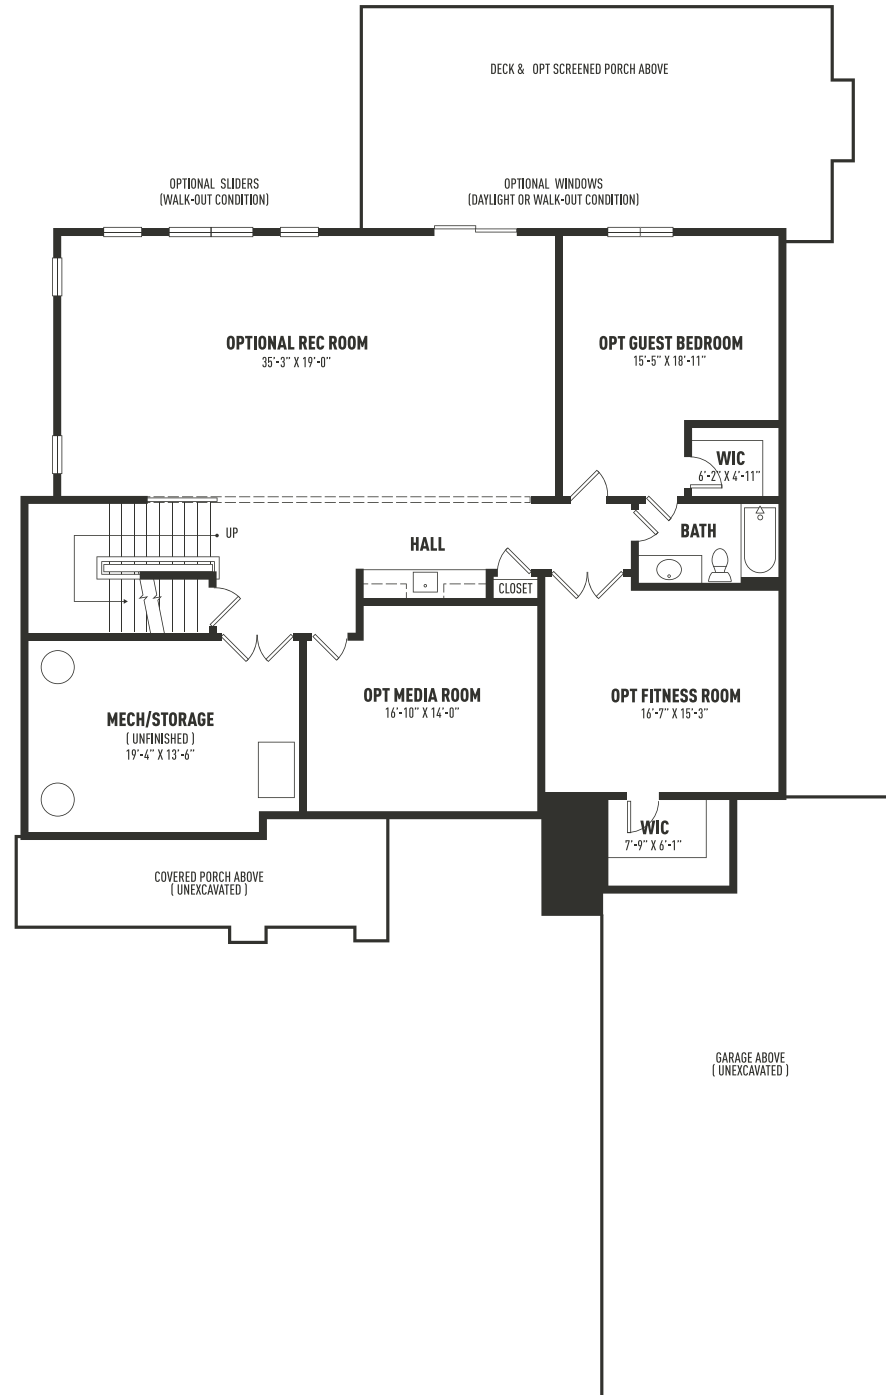 DECK & OPT SCREENED PORCH ABOVE
OPTIONAL SLIDERS
(WALK-OUT CONDITION)
OPTIONAL WINDOWS
(DAYLIGHT OR WALK-OUT CONDITION)
OPTIONAL REC ROOM
35'-3" X 19'-0"
OPT GUEST BEDROOM
15'-5" X 18'-11"
WIC
6'-2" X 4'-11"
UP
HALL
BATH
CLOSET
MECH/STORAGE
( UNFINISHED )
19'-4" X 13'-6"
OPT MEDIA ROOM
16'-10" X 14'-0"
OPT FITNESS ROOM
16'-7" X 15'-3"
WIC
7'-9" X 6'-1"
COVERED PORCH ABOVE
( UNEXCAVATED )
GARAGE ABOVE
( UNEXCAVATED )